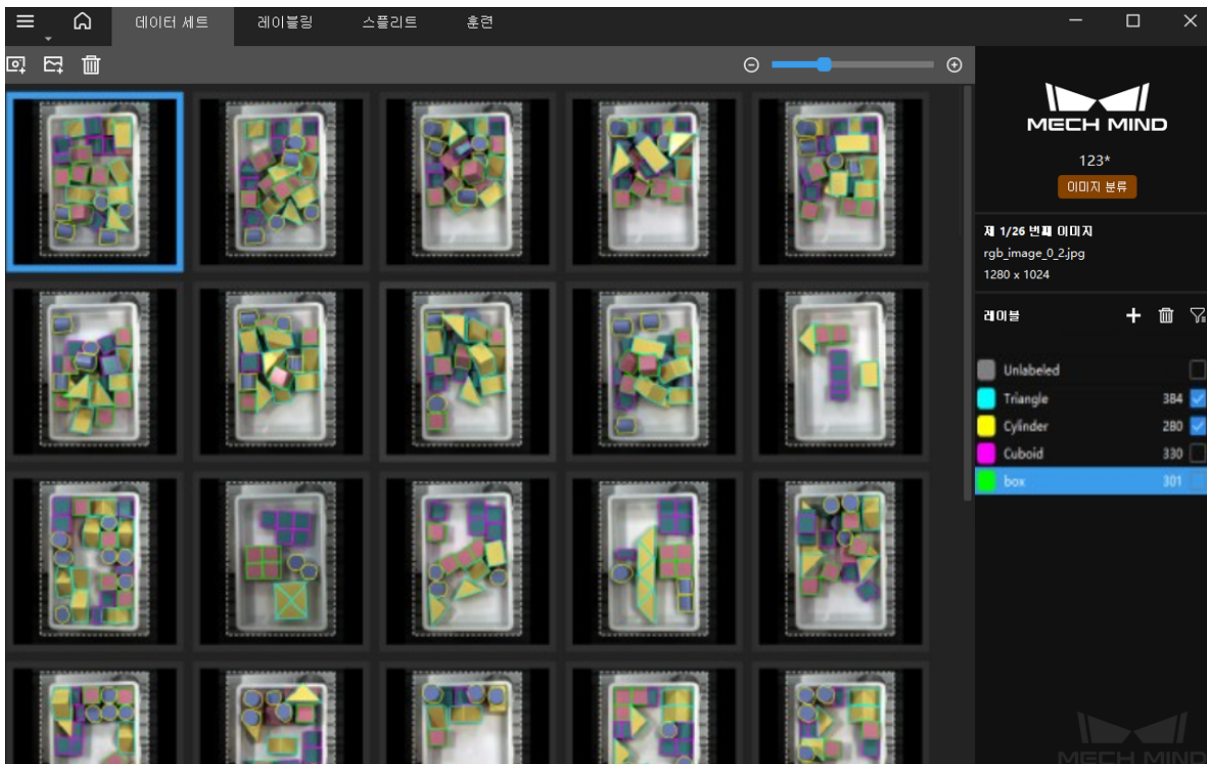 데이터 세트 레이블링 스플리트 훈련
MECH MIND
123*
이미지 분류
제 1/26 번째 이미지
rgb_image_0_2.jpg
1280 x 1024
레이블
Unlabeled
Triangle 384
Cylinder 280
Cuboid 330
box 301
MECH MIND